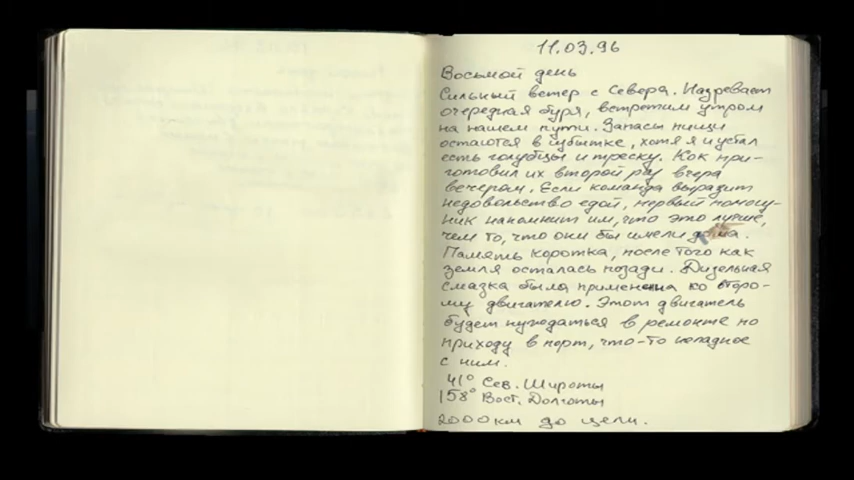 11.03.96
Восьмой день
Сильный ветер с Севера. Назревает
очередная буря, встретим утром
на нашем пути. Запасы пищи
остаются в избытке, хотя я и устал
есть голубцы и треску. Кок при-
готовил их второй раз вчера
вечером. Если команда выразит
недовольство едой, первый помощ-
ник напомнит им, что это лучше,
чем то, что они бы имели дома.
Память коротка, после того как
земля осталась позади. Дизельная
смазка была применена ко второ-
му двигателю. Этот двигатель
будет нуждаться в ремонте по
приходу в порт, что-то неладное
с ним.
41° Сев. Широты
158° Вост. Долготы
2000 км до цели.